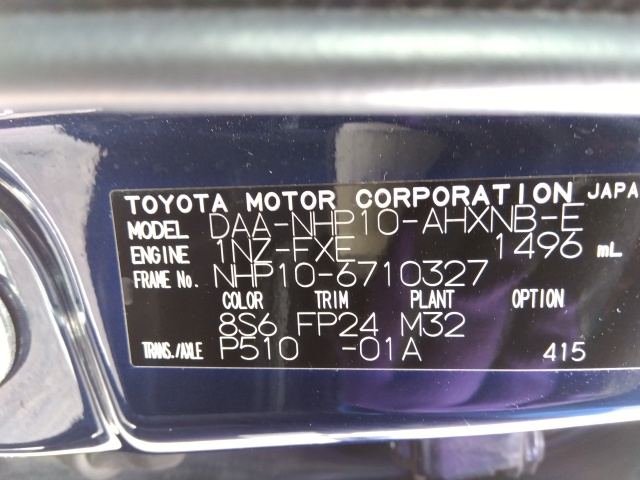 TOYOTA MOTOR CORPORATION JAPA
MODEL DAA-NHP10-AHXNB-E
ENGINE 1NZ-FXE 1496 mL
FRAME No. NHP10-6710327
COLOR TRIM PLANT OPTION
8S6 FP24 M32
TRANS./AXLE P510 -01A 415